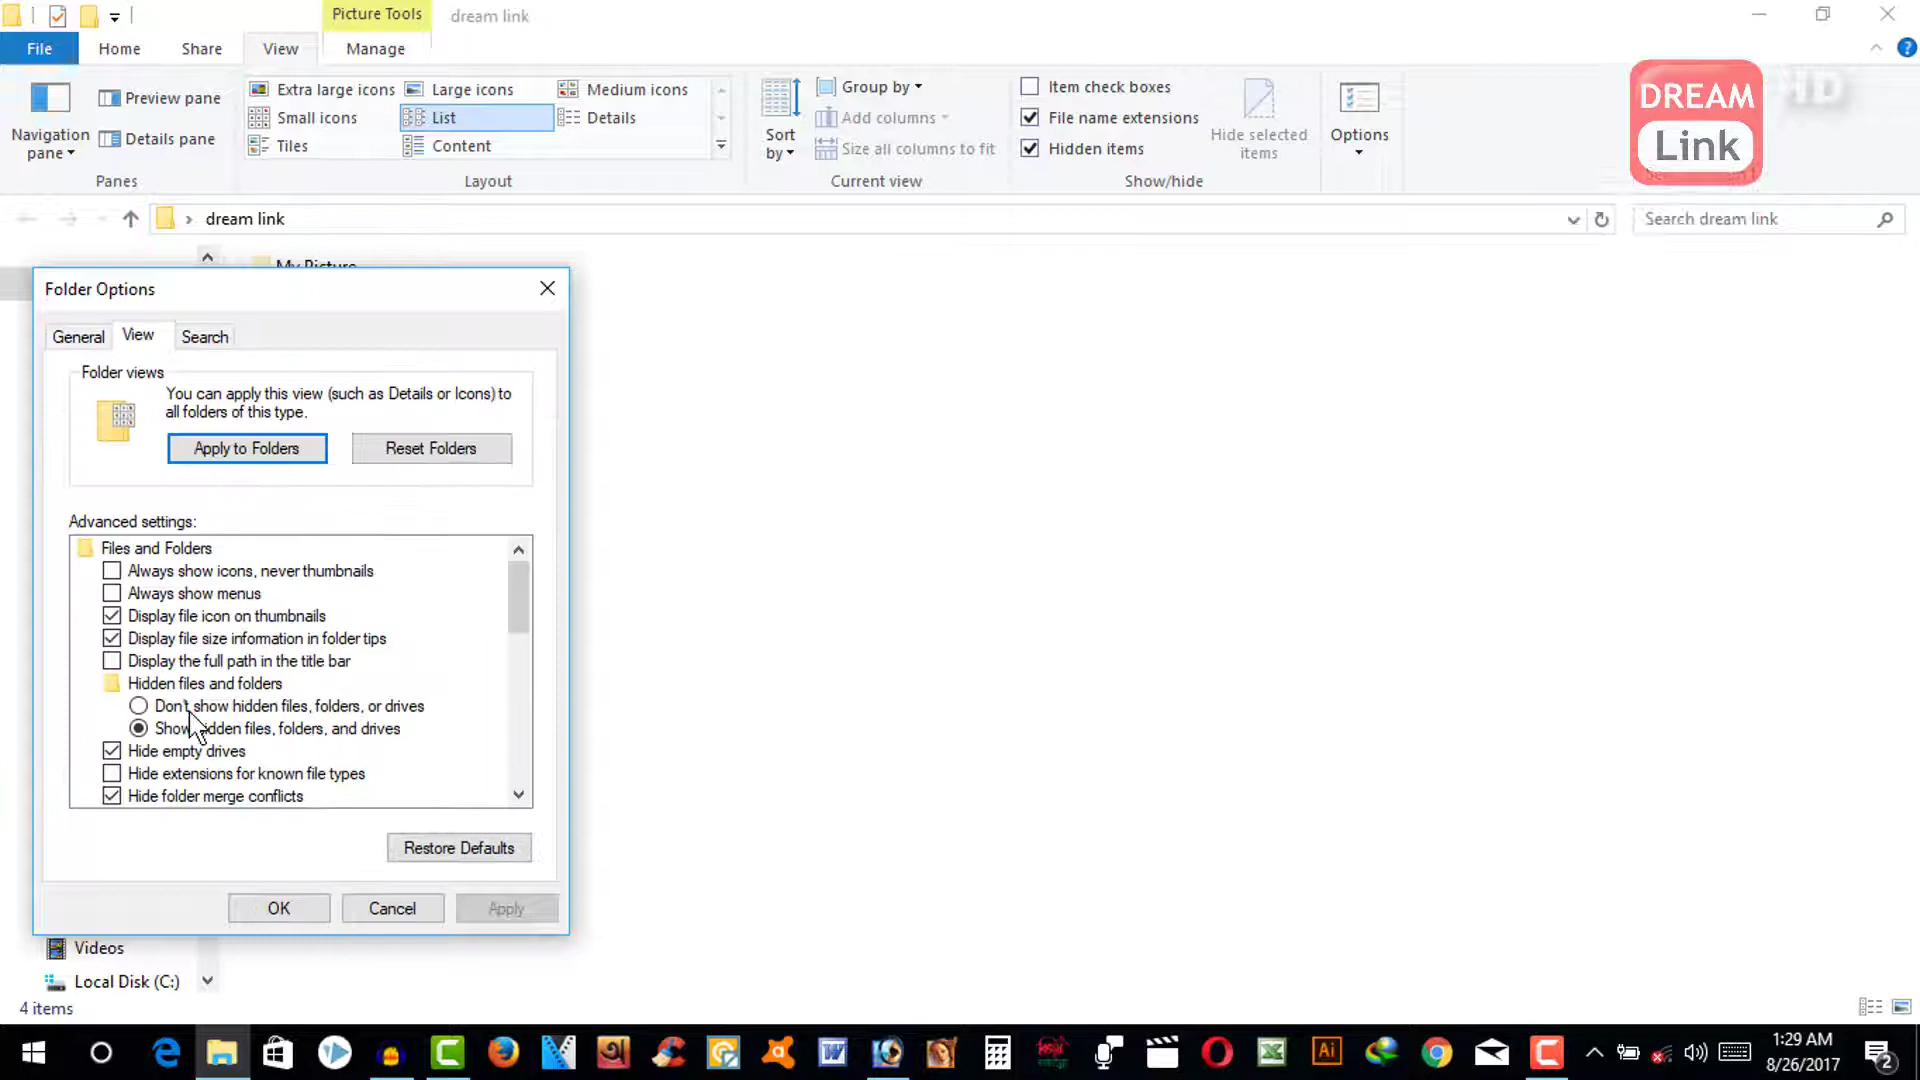 Picture Tools
dream link
File
Home
Share
View
Manage
Navigation pane
Preview pane
Details pane
Panes
Extra large icons
Large icons
Medium icons
Small icons
List
Details
Tiles
Content
Layout
Sort by
Group by
Add columns
Size all columns to fit
Current view
Item check boxes
File name extensions
Hidden items
Hide selected items
Show/hide
Options
DREAM
Link
HD
dream link
Search dream link
My Picture
Folder Options
General
View
Search
Folder views
You can apply this view (such as Details or Icons) to
all folders of this type.
Apply to Folders
Reset Folders
Advanced settings:
Files and Folders
Always show icons, never thumbnails
Always show menus
Display file icon on thumbnails
Display file size information in folder tips
Display the full path in the title bar
Hidden files and folders
Don't show hidden files, folders, or drives
Show hidden files, folders, and drives
Hide empty drives
Hide extensions for known file types
Hide folder merge conflicts
Restore Defaults
OK
Cancel
Apply
Videos
Local Disk (C:)
4 items
1:29 AM
8/26/2017
2